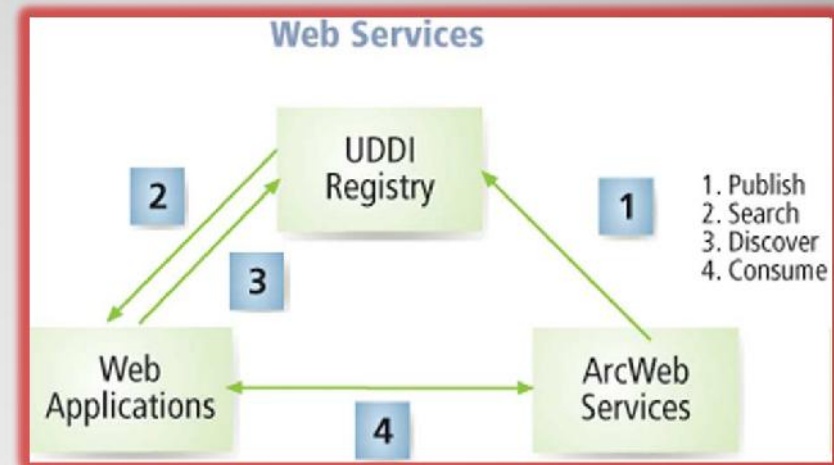 Web Services
UDDI
Registry
2
1
1. Publish
2. Search
3. Discover
4. Consume
3
Web
Applications
ArcWeb
Services
4